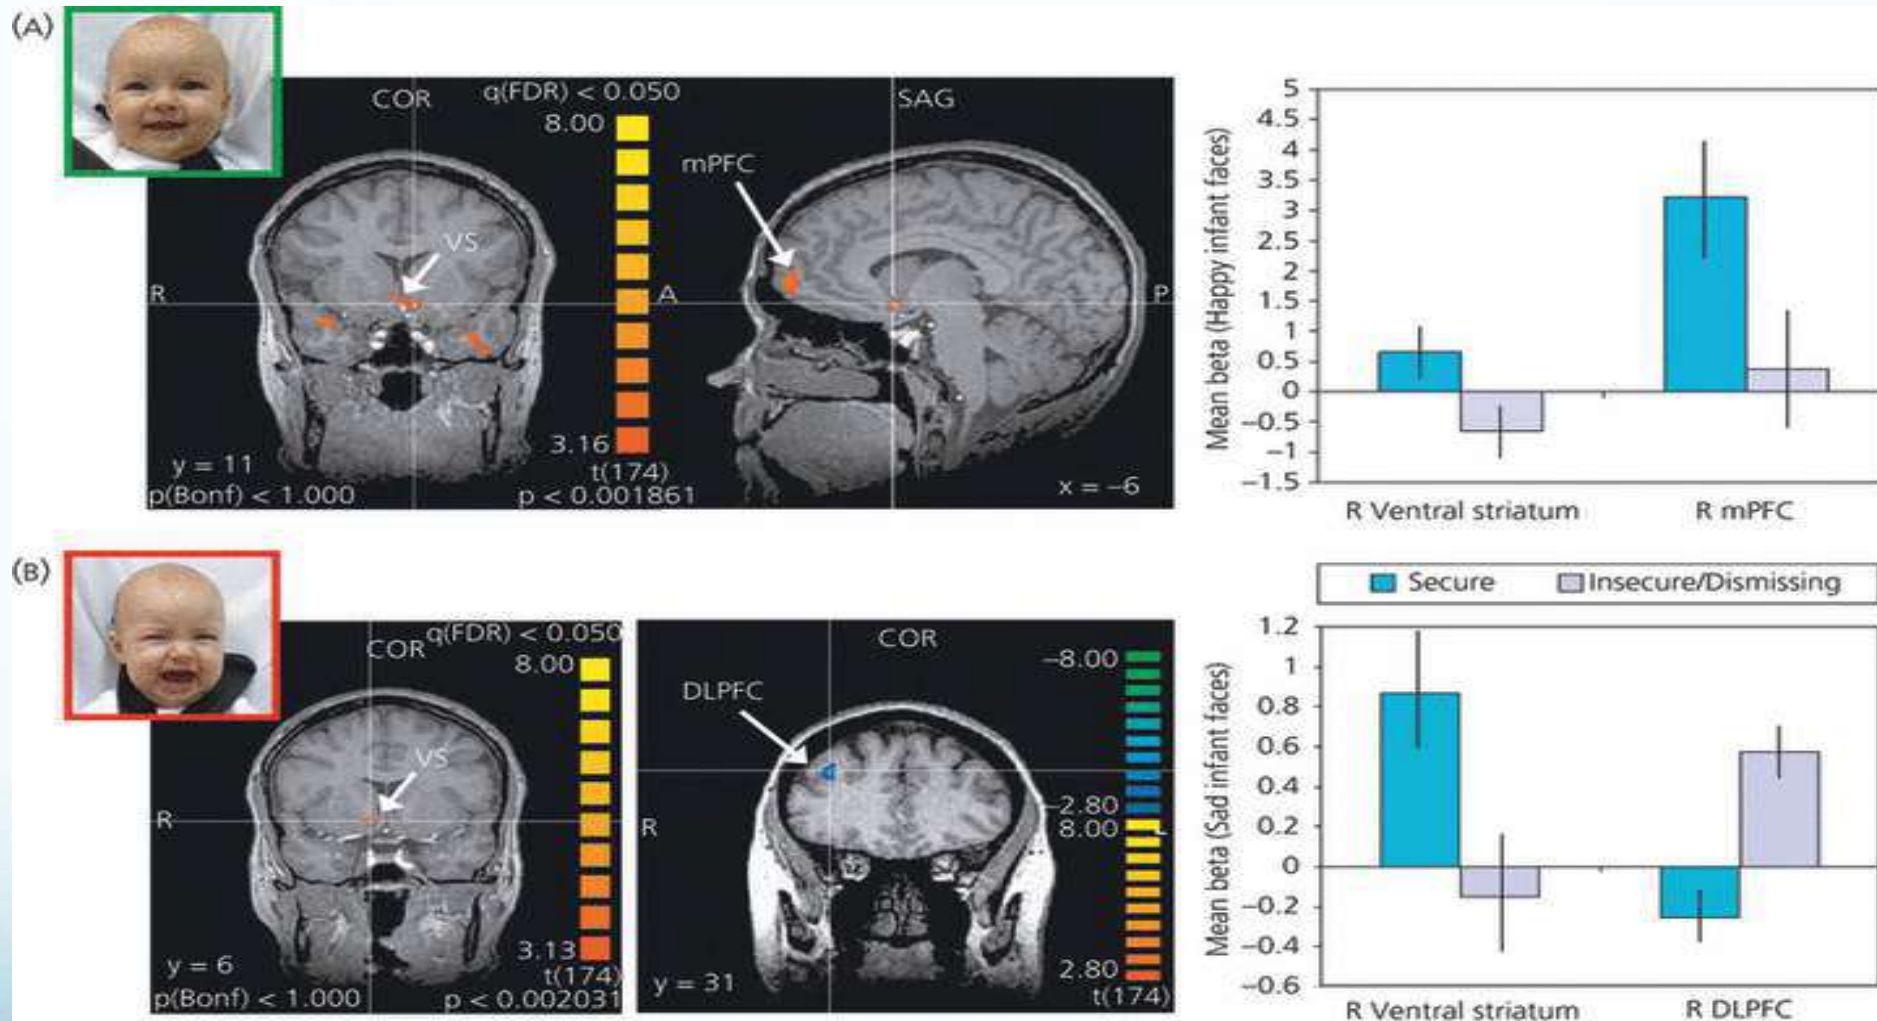 (A)
COR
q(FDR) < 0.050
8.00
VS
R
3.16
t(174)
y = 11
p(Bonf) < 1.000
p < 0.001861
SAG
mPFC
A
P
x = –6
Mean beta (Happy infant faces)
5
4.5
4
3.5
3
2.5
2
1.5
1
0.5
0
–0.5
–1
–1.5
R Ventral striatum
R mPFC
(B)
COR
q(FDR) < 0.050
8.00
VS
R
3.13
t(174)
y = 6
p(Bonf) < 1.000
p < 0.002031
COR
–8.00
DLPFC
–2.80
8.00
R
L
2.80
t(174)
y = 31
Secure
Insecure/Dismissing
Mean beta (Sad infant faces)
1.2
1
0.8
0.6
0.4
0.2
0
–0.2
–0.4
–0.6
R Ventral striatum
R DLPFC